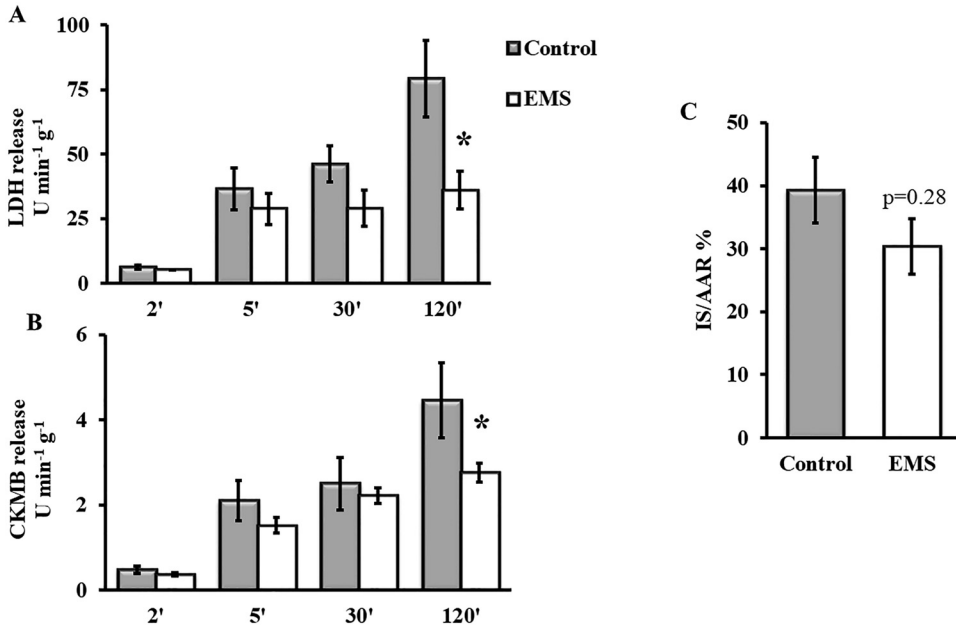 A
LDH release
U min⁻¹ g⁻¹
100
75
50
25
0
2' 5' 30' 120'
*
Control
EMS
B
CKMB release
U min⁻¹ g⁻¹
6
4
2
0
2' 5' 30' 120'
*
C
IS/AAR %
50
40
30
20
10
0
p=0.28
Control EMS